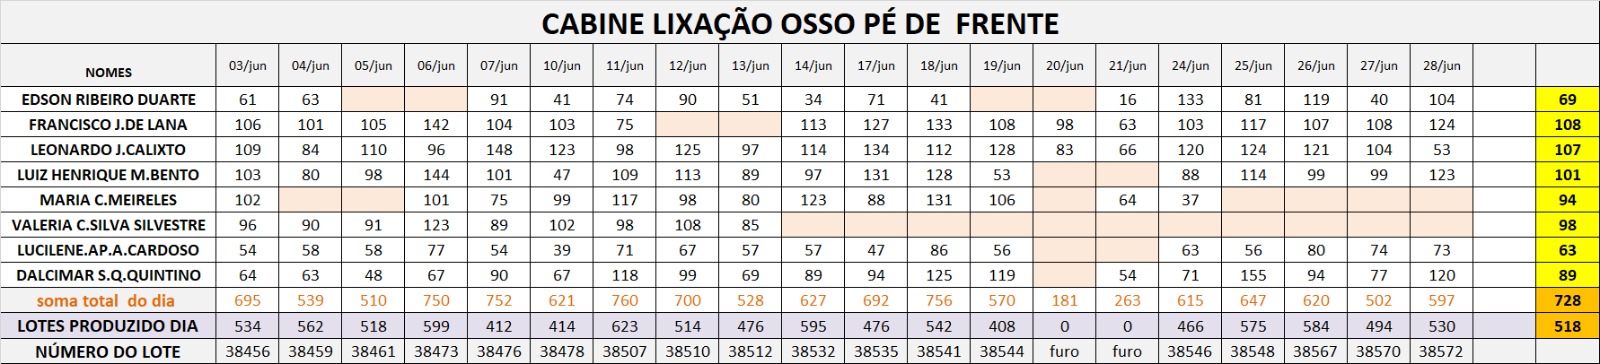 CABINE LIXAÇÃO OSSO PÉ DE FRENTE
NOMES 03/jun 04/jun 05/jun 06/jun 07/jun 10/jun 11/jun 12/jun 13/jun 14/jun 17/jun 18/jun 19/jun 20/jun 21/jun 24/jun 25/jun 26/jun 27/jun 28/jun
EDSON RIBEIRO DUARTE 61 63 91 41 74 90 51 34 71 41 16 133 81 119 40 104 69
FRANCISCO J.DE LANA 106 101 105 142 104 103 75 113 127 133 108 98 63 103 117 107 108 124 108
LEONARDO J.CALIXTO 109 84 110 96 148 123 98 125 97 114 134 112 128 83 66 120 124 121 104 53 107
LUIZ HENRIQUE M.BENTO 103 80 98 144 101 47 109 113 89 97 131 128 53 88 114 99 99 123 101
MARIA C.MEIRELES 102 101 75 99 117 98 80 123 88 131 106 64 37 94
VALERIA C.SILVA SILVESTRE 96 90 91 123 89 102 98 108 85 98
LUCILENE.AP.A.CARDOSO 54 58 58 77 54 39 71 67 57 57 47 86 56 63 56 80 74 73 63
DALCIMAR S.Q.QUINTINO 64 63 48 67 90 67 118 99 69 89 94 125 119 54 71 155 94 77 120 89
soma total do dia 695 539 510 750 752 621 760 700 528 627 692 756 570 181 263 615 647 620 502 597 728
LOTES PRODUZIDO DIA 534 562 518 599 412 414 623 514 476 595 476 542 408 0 0 466 575 584 494 530 518
NÚMERO DO LOTE 38456 38459 38461 38473 38476 38478 38507 38510 38512 38532 38535 38541 38544 furo furo 38546 38548 38567 38570 38572